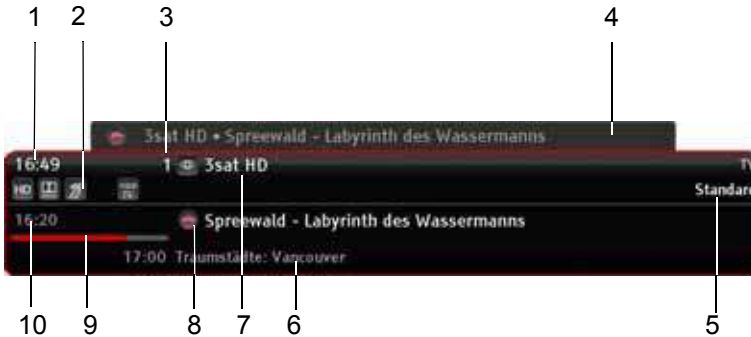 1 2 3 4
3sat HD • Spreewald - Labyrinth des Wassermanns
16:49 1 3sat HD TV
HD Standard
16:20 Spreewald - Labyrinth des Wassermanns
17:00 Traumstädte: Vancouver
10 9 8 7 6 5